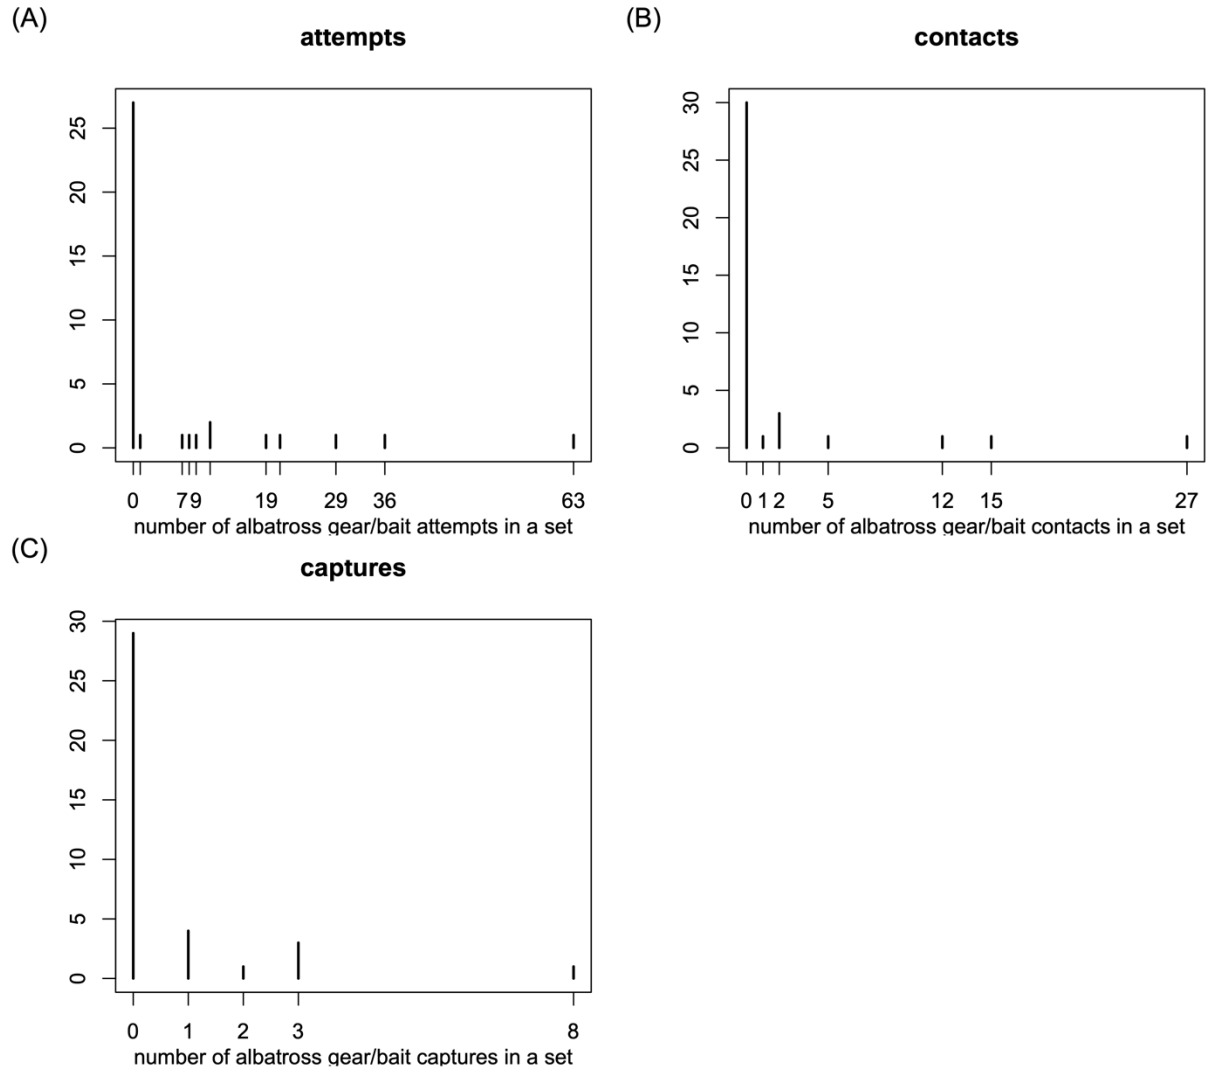 (A)
attempts
25
20
15
10
5
0
0 7 9 19 29 36 63
number of albatross gear/bait attempts in a set
(B)
contacts
30
25
20
15
10
5
0
0 1 2 5 12 15 27
number of albatross gear/bait contacts in a set
(C)
captures
30
25
20
15
10
5
0
0 1 2 3 8
number of albatross gear/bait captures in a set